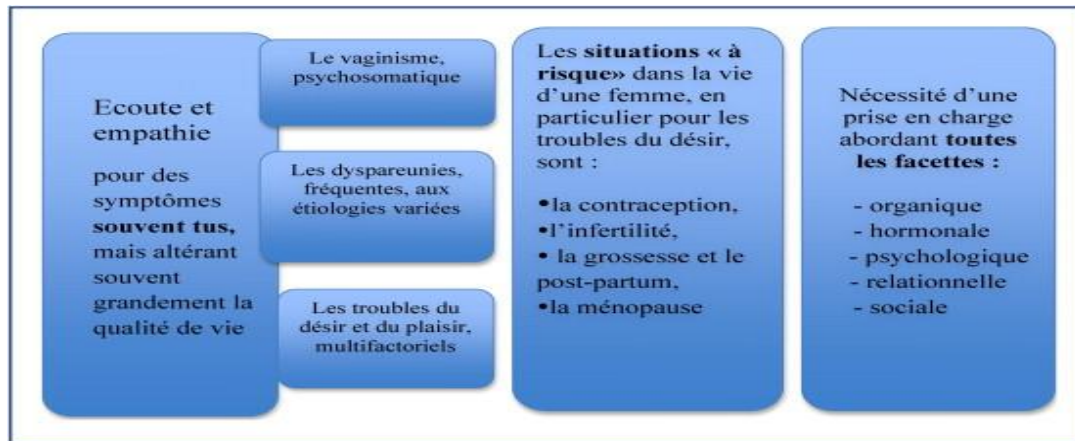 Ecoute et
empathie
pour des
symptômes
souvent tus,
mais altérant
souvent
grandement la
qualité de vie
Le vaginisme,
psychosomatique
Les dyspareunies,
fréquentes, aux
étiologies variées
Les troubles du
désir et du plaisir,
multifactoriels
Les situations « à
risque» dans la vie
d’une femme, en
particulier pour les
troubles du désir,
sont :
•la contraception,
•l’infertilité,
• la grossesse et le
post-partum,
•la ménopause
Nécessité d’une
prise en charge
abordant toutes
les facettes :
- organique
- hormonale
- psychologique
- relationnelle
- sociale